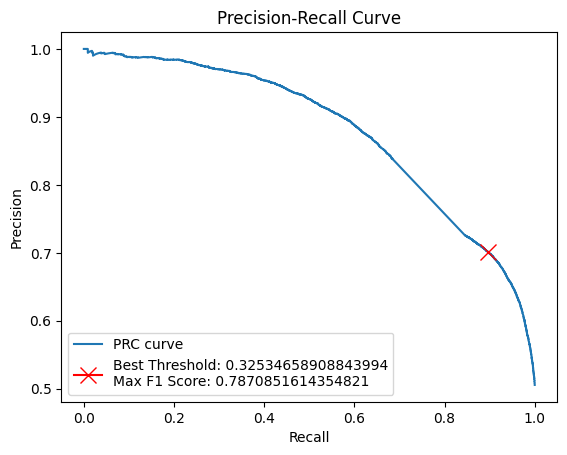 Precision-Recall Curve
1.0
0.9
0.8
0.7
0.6
0.5
Precision
PRC curve
Best Threshold: 0.32534658908843994
Max F1 Score: 0.7870851614354821
0.0
0.2
0.4
0.6
0.8
1.0
Recall